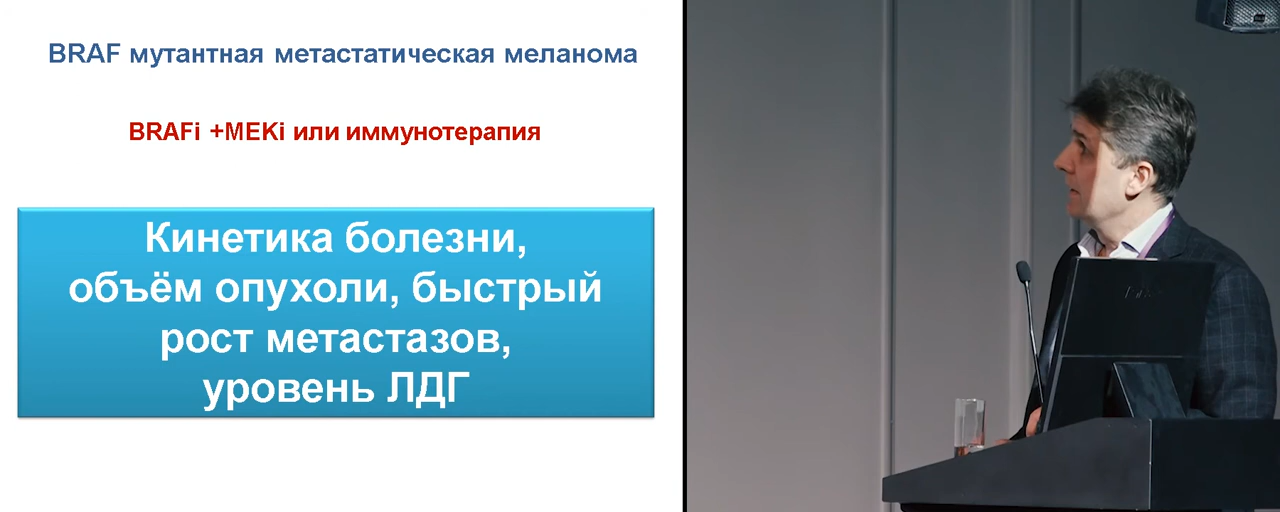 BRAF мутантная метастатическая меланома
BRAFi +MEKi или иммунотерапия
Кинетика болезни,
объём опухоли, быстрый
рост метастазов,
уровень ЛДГ